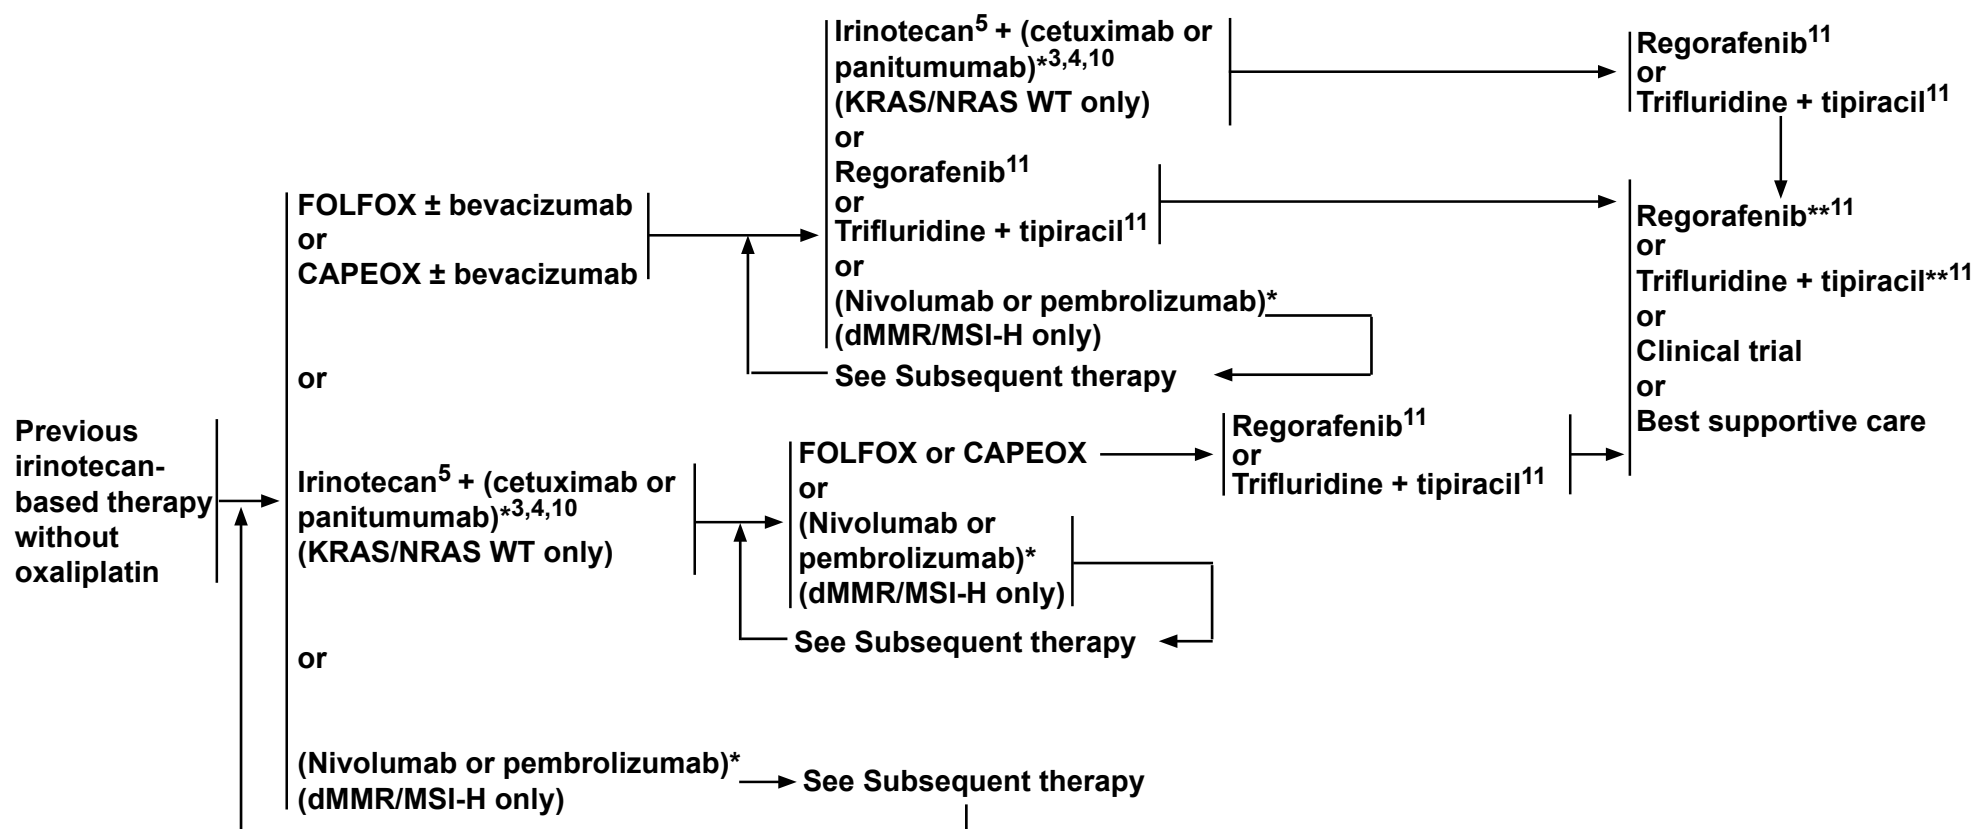 Previous
irinotecan-
based therapy
without
oxaliplatin
FOLFOX ± bevacizumab
or
CAPEOX ± bevacizumab
or
Irinotecan5 + (cetuximab or
panitumumab)*3,4,10
(KRAS/NRAS WT only)
or
(Nivolumab or pembrolizumab)*
(dMMR/MSI-H only)
Irinotecan5 + (cetuximab or
panitumumab)*3,4,10
(KRAS/NRAS WT only)
or
Regorafenib11
or
Trifluridine + tipiracil11
or
(Nivolumab or pembrolizumab)*
(dMMR/MSI-H only)
See Subsequent therapy
FOLFOX or CAPEOX
or
(Nivolumab or
pembrolizumab)*
(dMMR/MSI-H only)
See Subsequent therapy
See Subsequent therapy
Regorafenib11
or
Trifluridine + tipiracil11
Regorafenib11
or
Trifluridine + tipiracil11
Regorafenib**11
or
Trifluridine + tipiracil**11
or
Clinical trial
or
Best supportive care